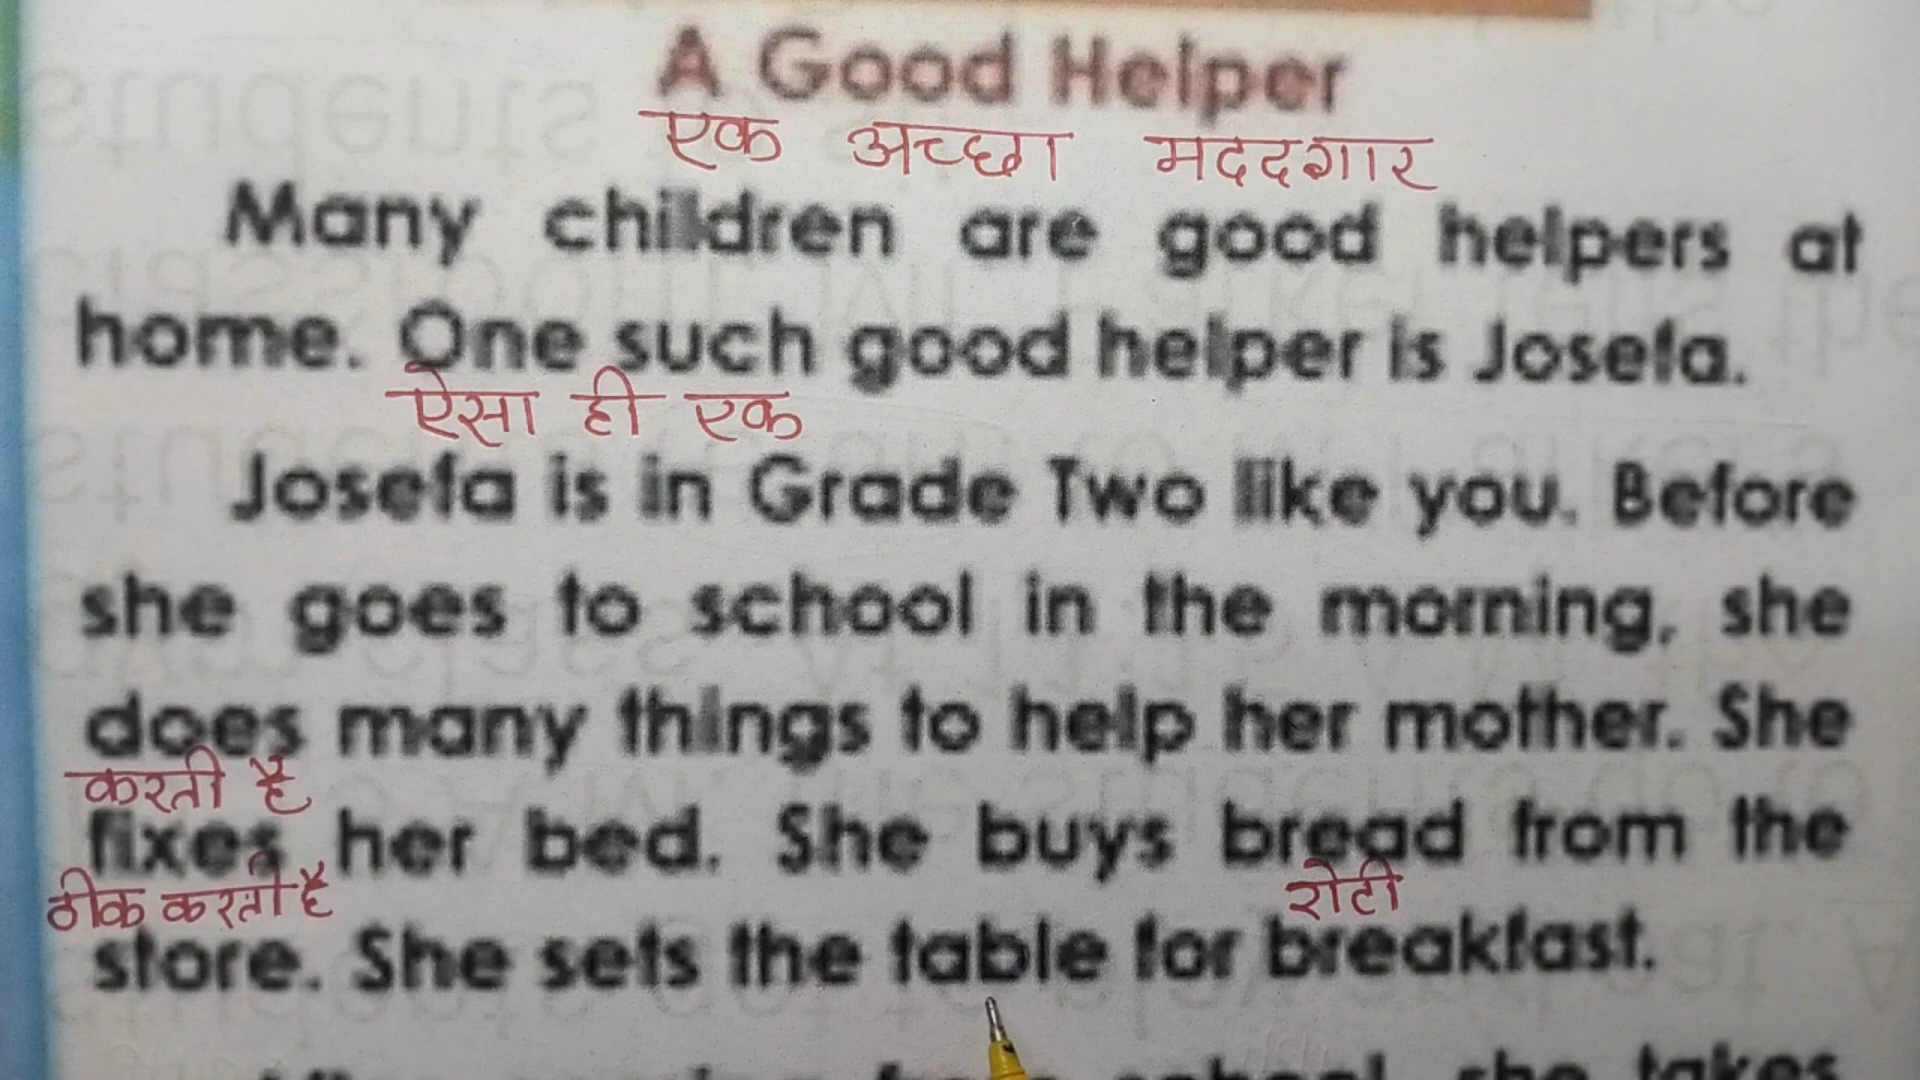 A Good Helper
एक अच्छा मददगार
Many children are good helpers at
home. One such good helper is Josefa.
ऐसा ही एक
Josefa is in Grade Two like you. Before
she goes to school in the morning, she
does many things to help her mother. She
करती है
fixes her bed. She buys bread from the
ठीक करती है रोटी
store. She sets the table for breakfast.
school, she takes